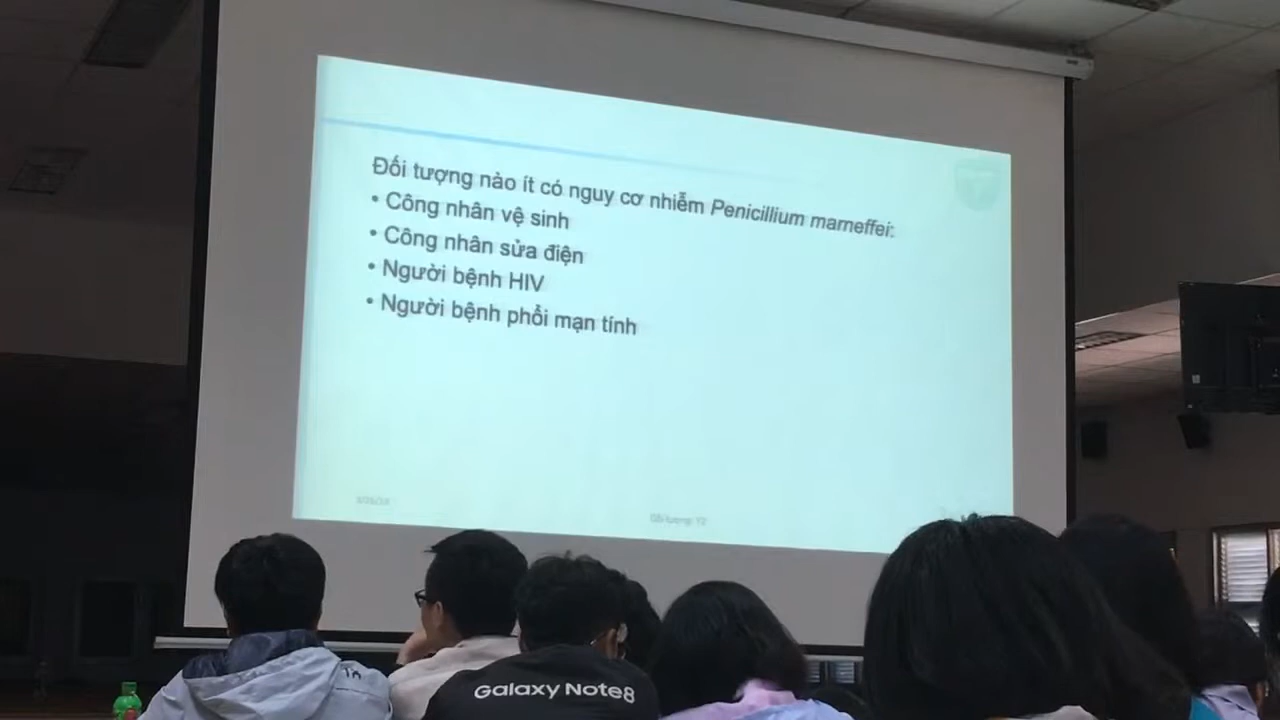 Đối tượng nào ít có nguy cơ nhiễm Penicillium marneffei:
• Công nhân vệ sinh
• Công nhân sửa điện
• Người bệnh HIV
• Người bệnh phổi mạn tính
Galaxy Note8